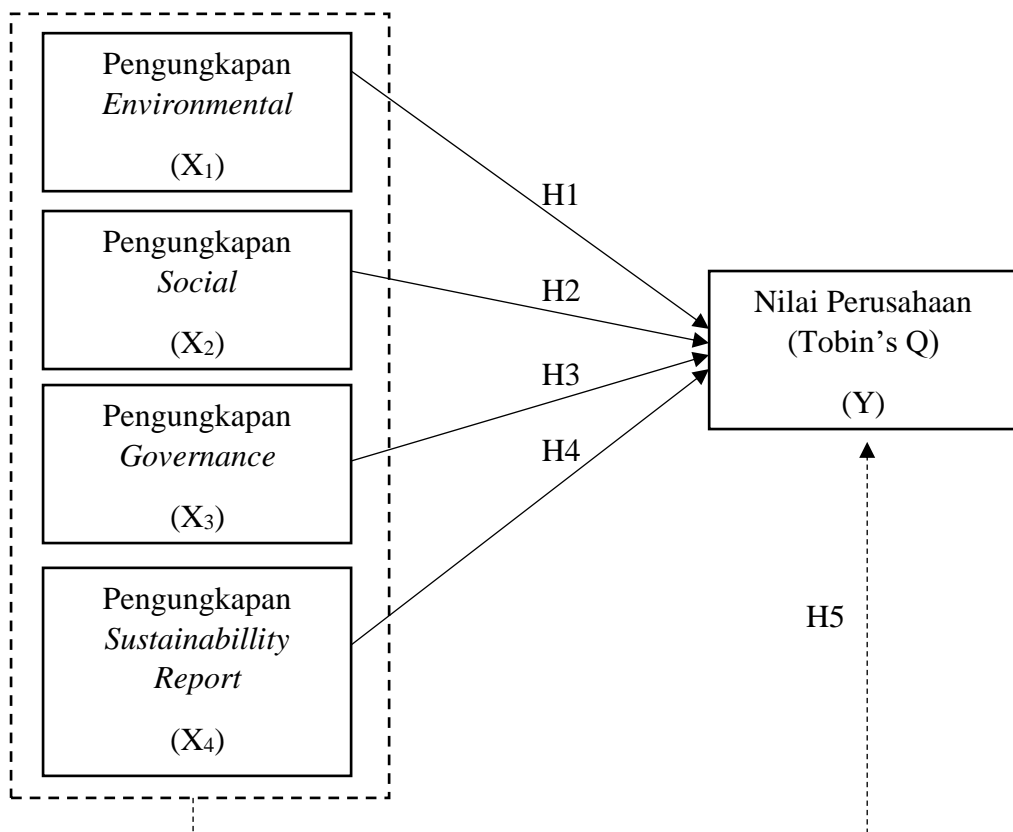 Pengungkapan
Environmental
(X₁)
Pengungkapan
Social
(X₂)
Pengungkapan
Governance
(X₃)
Pengungkapan
Sustainabillity
Report
(X₄)
H1
H2
H3
H4
Nilai Perusahaan
(Tobin’s Q)
(Y)
H5